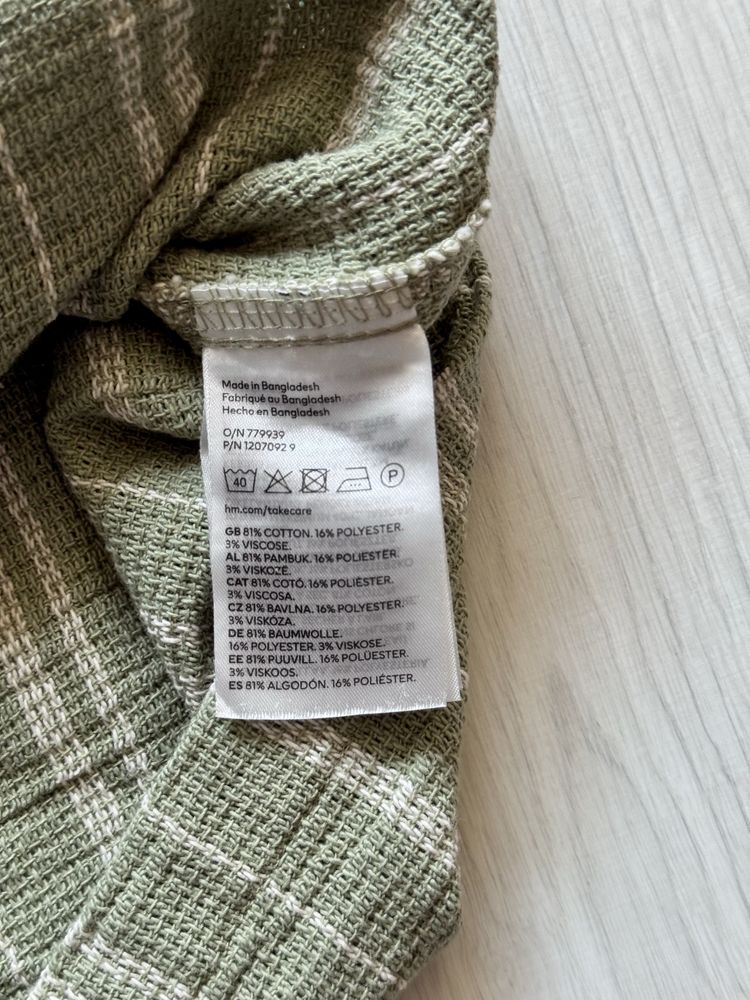 Made in Bangladesh
Fabriqué au Bangladesh
Hecho en Bangladesh
O/N 779939
P/N 1207092 9
40
P
hm.com/takecare
GB 81% COTTON. 16% POLYESTER.
3% VISCOSE.
AL 81% PAMBUK. 16% POLIESTËR.
3% VISKOZË.
CAT 81% COTÓ. 16% POLIÈSTER.
3% VISCOSA.
CZ 81% BAVLNA. 16% POLYESTER.
3% VISKÓZA.
DE 81% BAUMWOLLE.
16% POLYESTER. 3% VISKOSE.
EE 81% PUUVILL. 16% POLÜESTER.
3% VISKOOS.
ES 81% ALGODÓN. 16% POLIÉSTER.